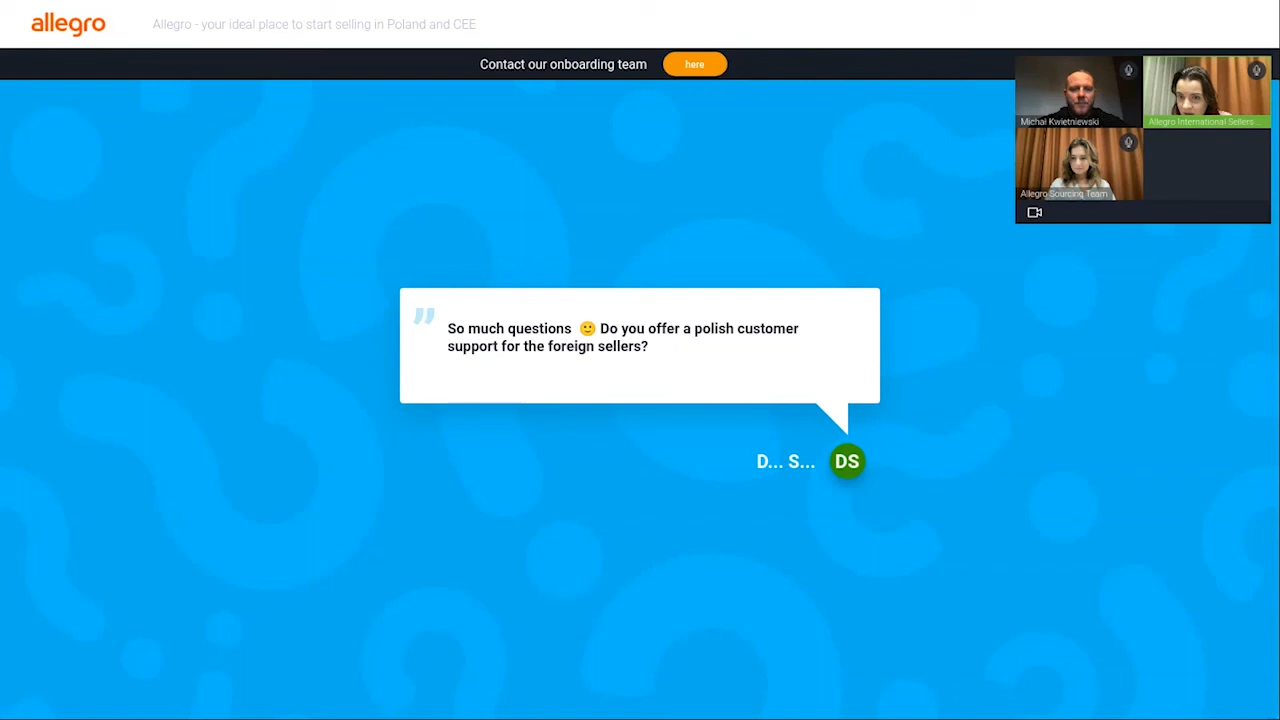 allegro
Allegro - your ideal place to start selling in Poland and CEE
Contact our onboarding team
here
Michał Kwietniewski
Allegro International Sellers ...
Allegro Sourcing Team
So much questions 🙂 Do you offer a polish customer
support for the foreign sellers?
D... S...
DS